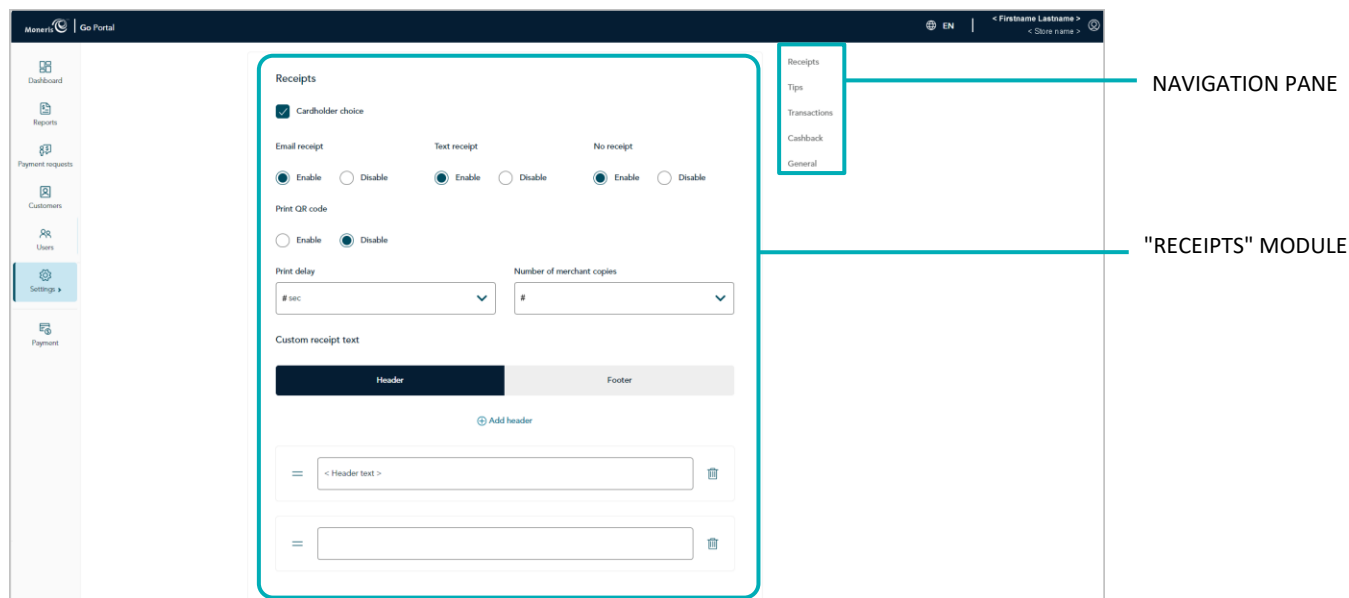 Moneris Go Portal EN < Firstname Lastname >
< Store name >
Dashboard
Reports
Payment requests
Customers
Users
Settings
Payment
Receipts
Cardholder choice
Email receipt Text receipt No receipt
Enable Disable Enable Disable Enable Disable
Print QR code
Enable Disable
Print delay Number of merchant copies
# sec #
Custom receipt text
Header Footer
Add header
< Header text >
Receipts
Tips
Transactions
Cashback
General
NAVIGATION PANE
"RECEIPTS" MODULE